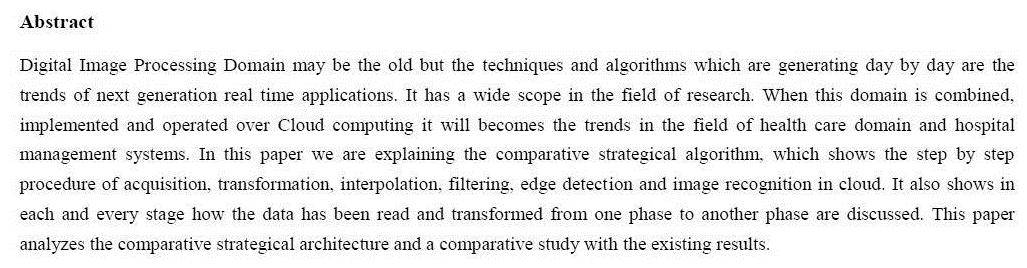 Abstract
Digital Image Processing Domain may be the old but the techniques and algorithms which are generating day by day are the
trends of next generation real time applications. It has a wide scope in the field of research. When this domain is combined,
implemented and operated over Cloud computing it will becomes the trends in the field of health care domain and hospital
management systems. In this paper we are explaining the comparative strategical algorithm, which shows the step by step
procedure of acquisition, transformation, interpolation, filtering, edge detection and image recognition in cloud. It also shows in
each and every stage how the data has been read and transformed from one phase to another phase are discussed. This paper
analyzes the comparative strategical architecture and a comparative study with the existing results.